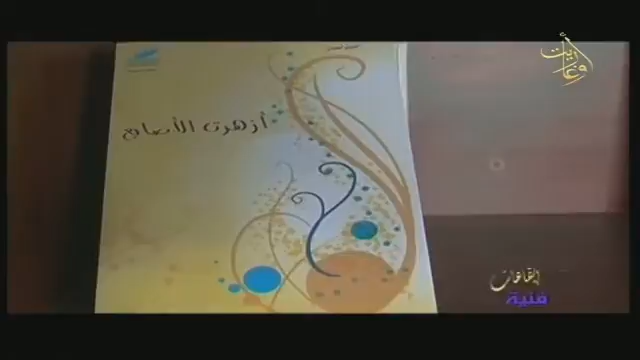 أوغاريت
أزهرت الأصابع
إيقاعات
فنية